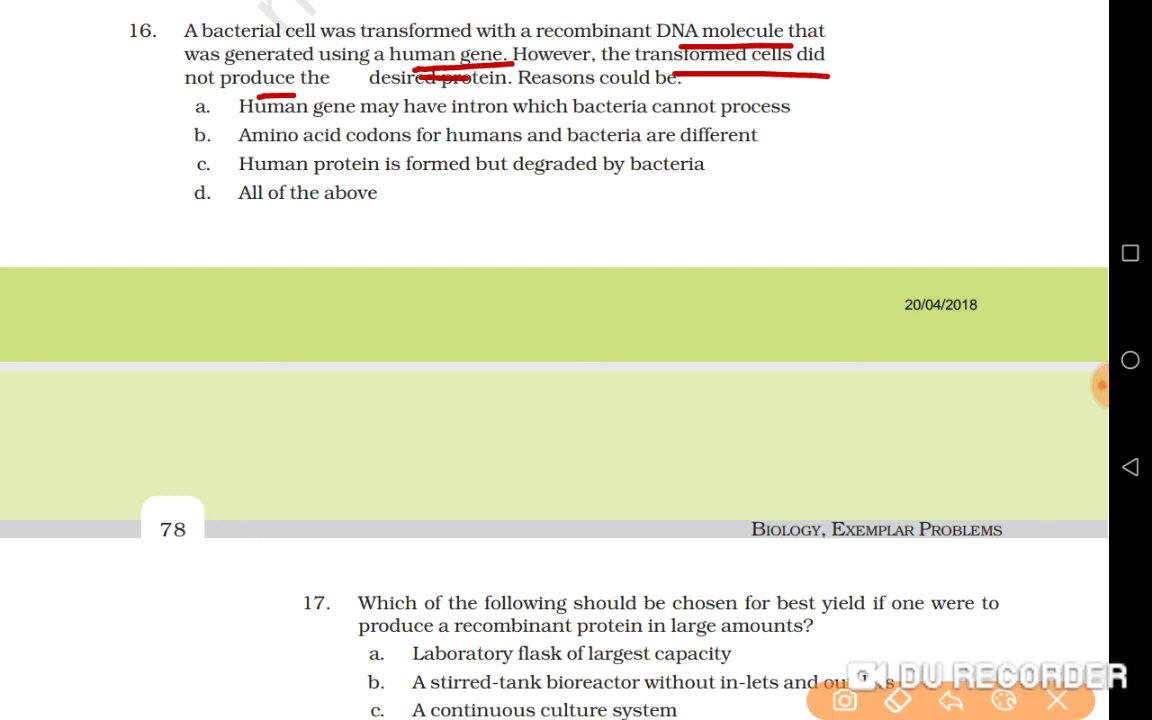 16. A bacterial cell was transformed with a recombinant DNA molecule that
was generated using a human gene. However, the transformed cells did
not produce the desired protein. Reasons could be:
a. Human gene may have intron which bacteria cannot process
b. Amino acid codons for humans and bacteria are different
c. Human protein is formed but degraded by bacteria
d. All of the above
20/04/2018
78
BIOLOGY, EXEMPLAR PROBLEMS
17. Which of the following should be chosen for best yield if one were to
produce a recombinant protein in large amounts?
a. Laboratory flask of largest capacity
b. A stirred-tank bioreactor without in-lets and
DU RECORDER
c. A continuous culture system